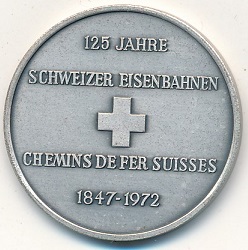 125 JAHRE
SCHWEIZER EISENBAHNEN
CHEMINS DE FER SUISSES
1847-1972